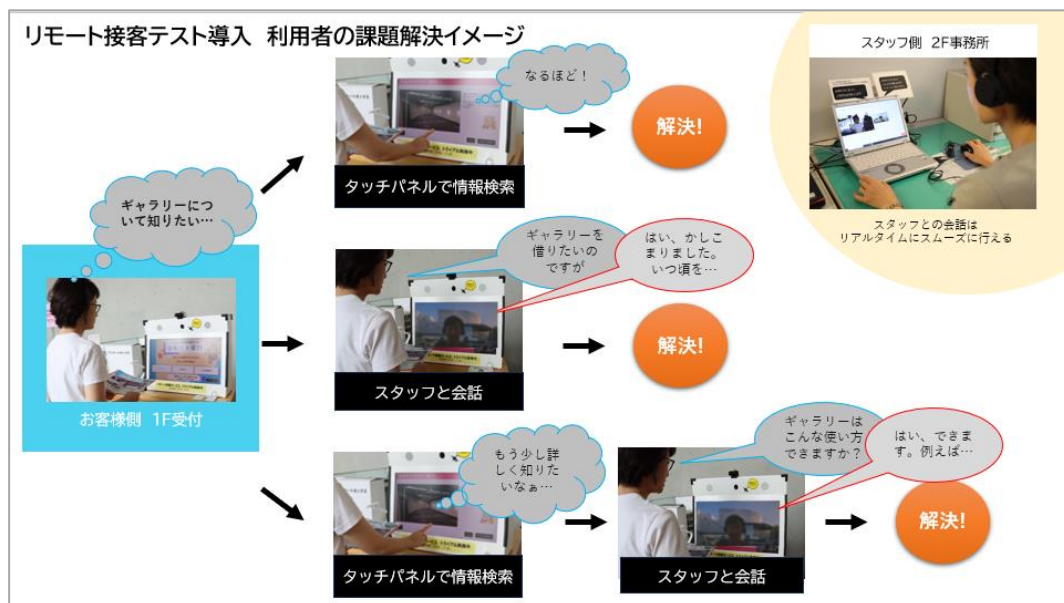 リモート接客テスト導入 利用者の課題解決イメージ
スタッフ側 2F事務所
なるほど!
解決!
タッチパネルで情報検索
ギャラリーにつ
いて知りたい…
スタッフとの会話は
リアルタイムにスムーズに行える
ギャラリーを
借りたいの
ですが
はい、かしこ
まりました。
いつ頃を…
解決!
スタッフと会話
お客様側 1F受付
もう少し詳
しく知りた
いなぁ…
タッチパネルで情報検索
ギャラリーは
こんな使い方
できますか?
はい、できま
す。例えば…
解決!
スタッフと会話